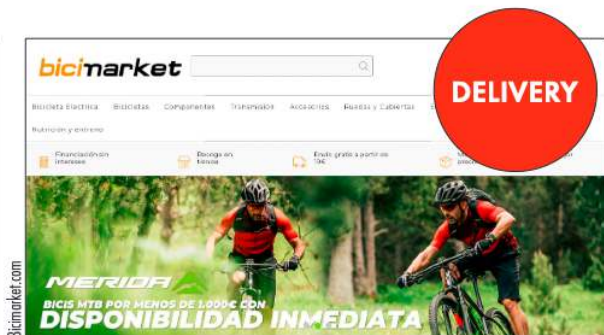 bicimarket
DELIVERY
Bicicleta Eléctrica Bicicletas Componentes Transmisión Accesorios Ruedas y Cubiertas
Nutrición y entreno
Financiación sin intereses
Recoge en tienda
Envío gratis a partir de
MERIDA
BICIS MTB POR MENOS DE 1.000€ CON
DISPONIBILIDAD INMEDIATA
Bicimarket.com